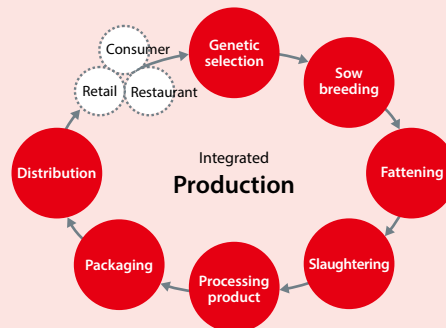 Consumer
Retail
Restaurant
Genetic
selection
Sow
breeding
Fattening
Slaughtering
Processing
product
Packaging
Distribution
Integrated
Production